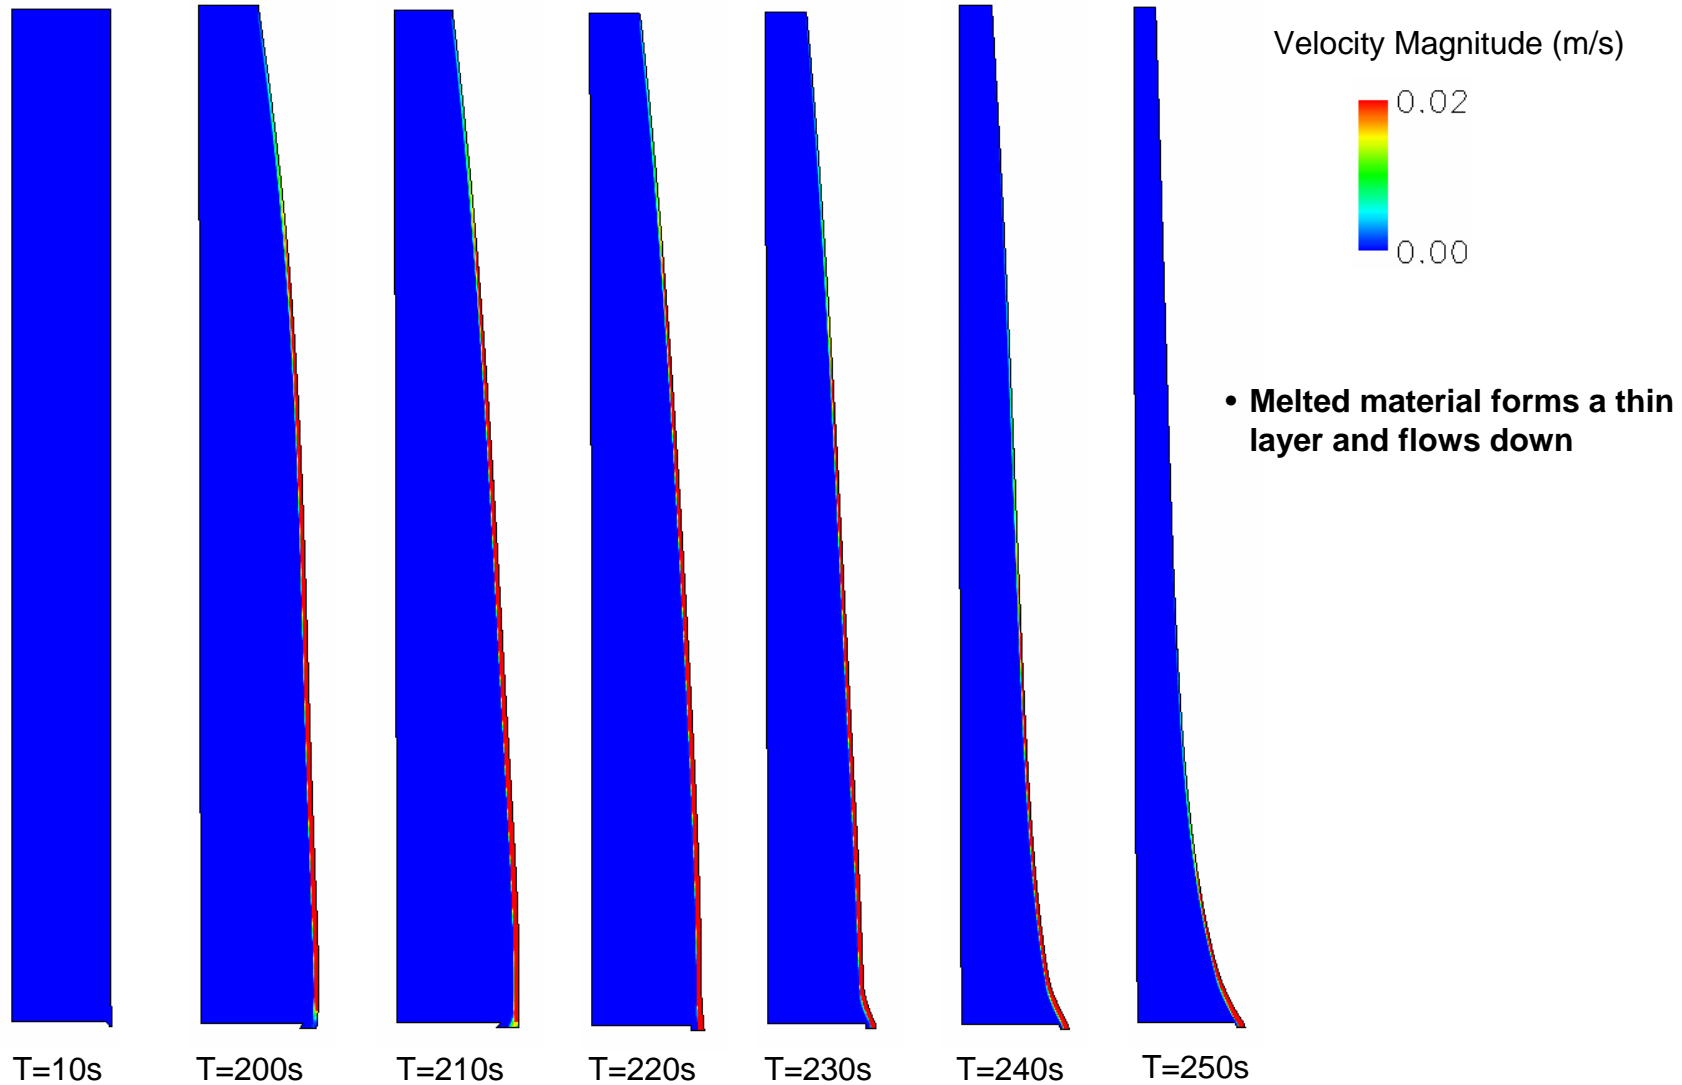 Velocity Magnitude (m/s)
0.02
0.00
• Melted material forms a thin
layer and flows down
T=10s T=200s T=210s T=220s T=230s T=240s T=250s